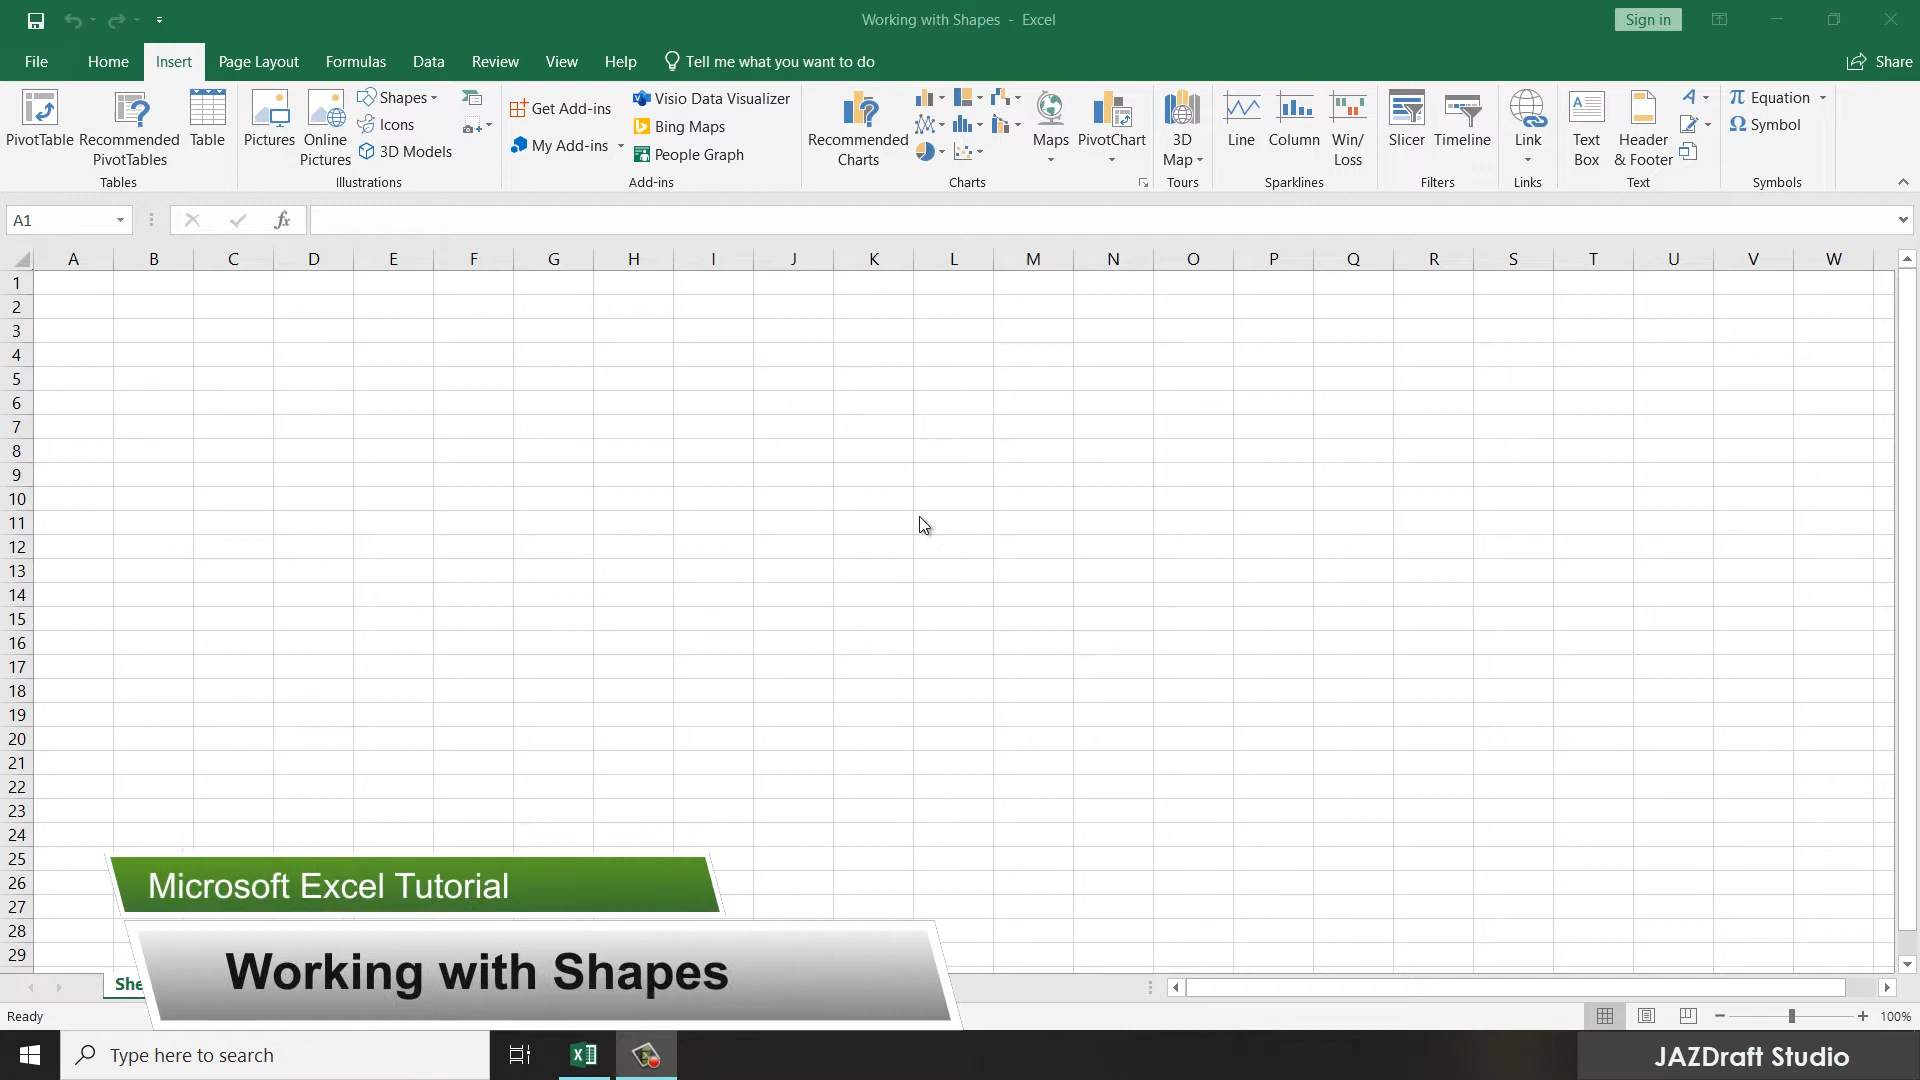 Working with Shapes - Excel
Sign in
File Home Insert Page Layout Formulas Data Review View Help Tell me what you want to do Share
PivotTable
Recommended PivotTables
Table
Tables
Pictures
Online Pictures
Shapes
Icons
3D Models
Illustrations
Get Add-ins
My Add-ins
Visio Data Visualizer
Bing Maps
People Graph
Add-ins
Recommended Charts
Maps
PivotChart
Charts
3D Map
Tours
Line
Column
Win/ Loss
Sparklines
Slicer
Timeline
Filters
Link
Links
Text Box
Header & Footer
Text
π Equation
Ω Symbol
Symbols
A1
fx
A B C D E F G H I J K L M N O P Q R S T U V W
1
2
3
4
5
6
7
8
9
10
11
12
13
14
15
16
17
18
19
20
21
22
23
24
25
26
27
28
29
Microsoft Excel Tutorial
Working with Shapes
She
Ready
100%
Type here to search
JAZDraft Studio